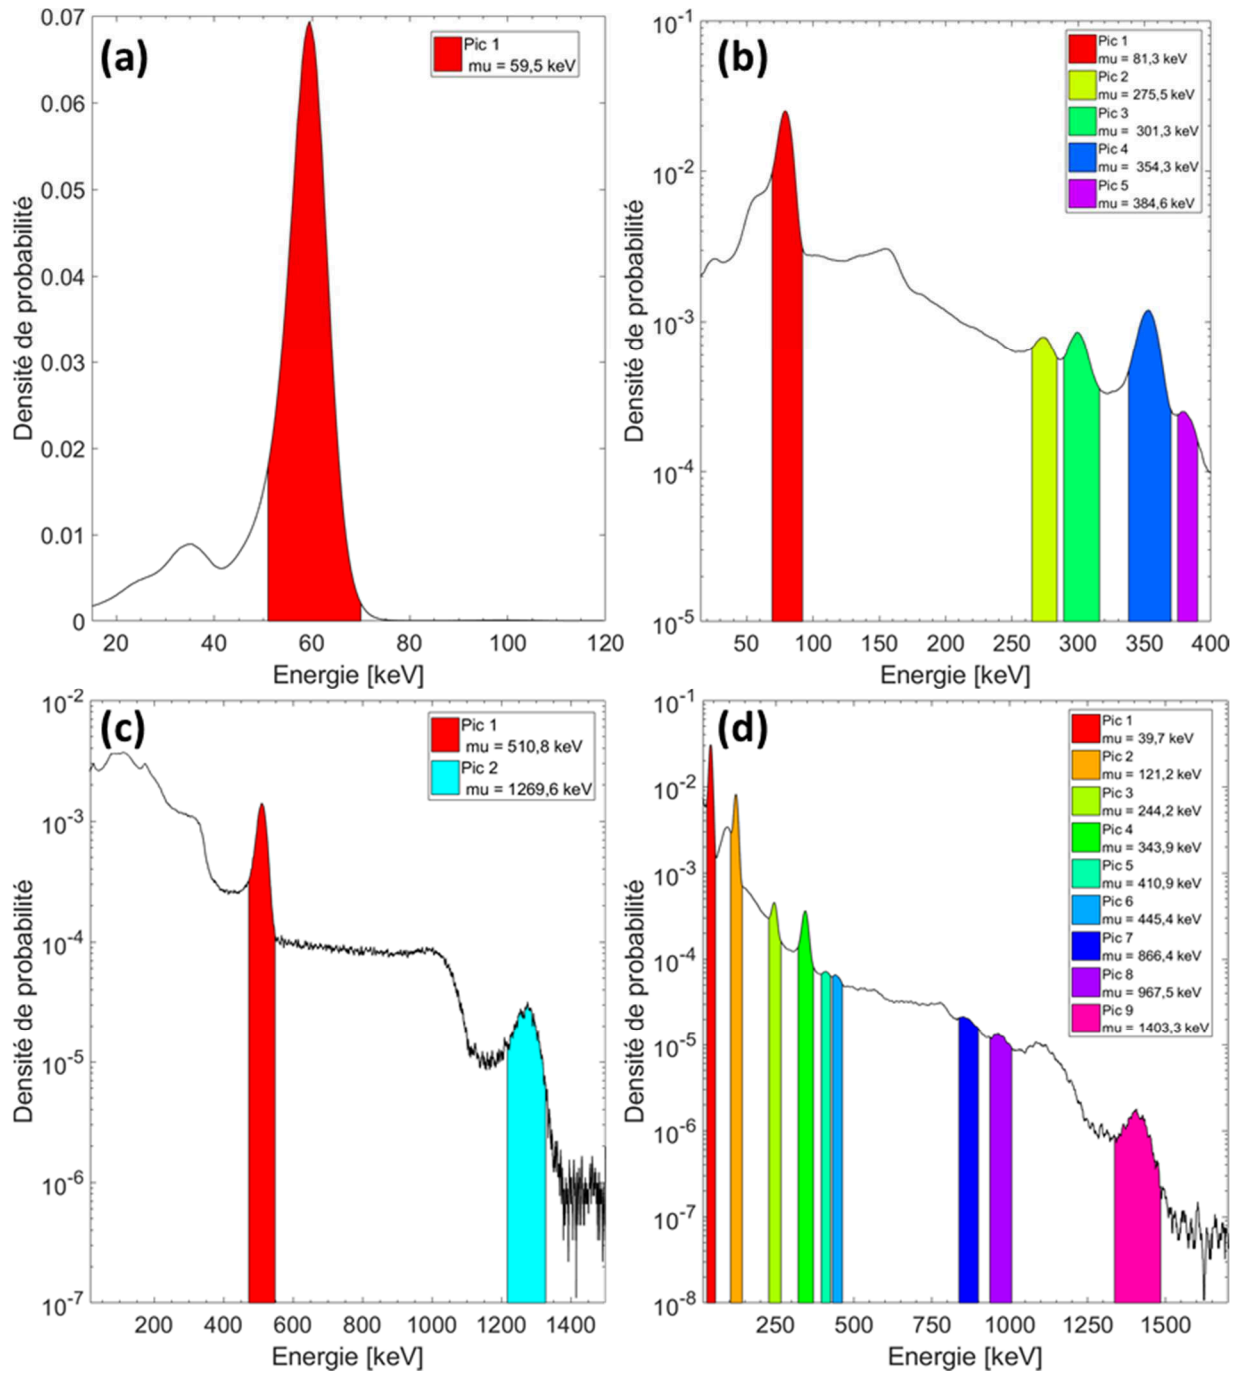 (a)
Pic 1
mu = 59,5 keV
0.07
0.06
0.05
0.04
0.03
0.02
0.01
0
20
40
60
80
100
120
Densité de probabilité
Energie [keV]
(b)
Pic 1
mu = 81,3 keV
Pic 2
mu = 275,5 keV
Pic 3
mu = 301,3 keV
Pic 4
mu = 354,3 keV
Pic 5
mu = 384,6 keV
10-1
10-2
10-3
10-4
10-5
50
100
150
200
250
300
350
400
Densité de probabilité
Energie [keV]
(c)
Pic 1
mu = 510,8 keV
Pic 2
mu = 1269,6 keV
10-2
10-3
10-4
10-5
10-6
10-7
200
400
600
800
1000
1200
1400
Densité de probabilité
Energie [keV]
(d)
Pic 1
mu = 39,7 keV
Pic 2
mu = 121,2 keV
Pic 3
mu = 244,2 keV
Pic 4
mu = 343,9 keV
Pic 5
mu = 410,9 keV
Pic 6
mu = 445,4 keV
Pic 7
mu = 866,4 keV
Pic 8
mu = 967,5 keV
Pic 9
mu = 1403,3 keV
10-1
10-2
10-3
10-4
10-5
10-6
10-7
10-8
250
500
750
1000
1250
1500
Densité de probabilité
Energie [keV]